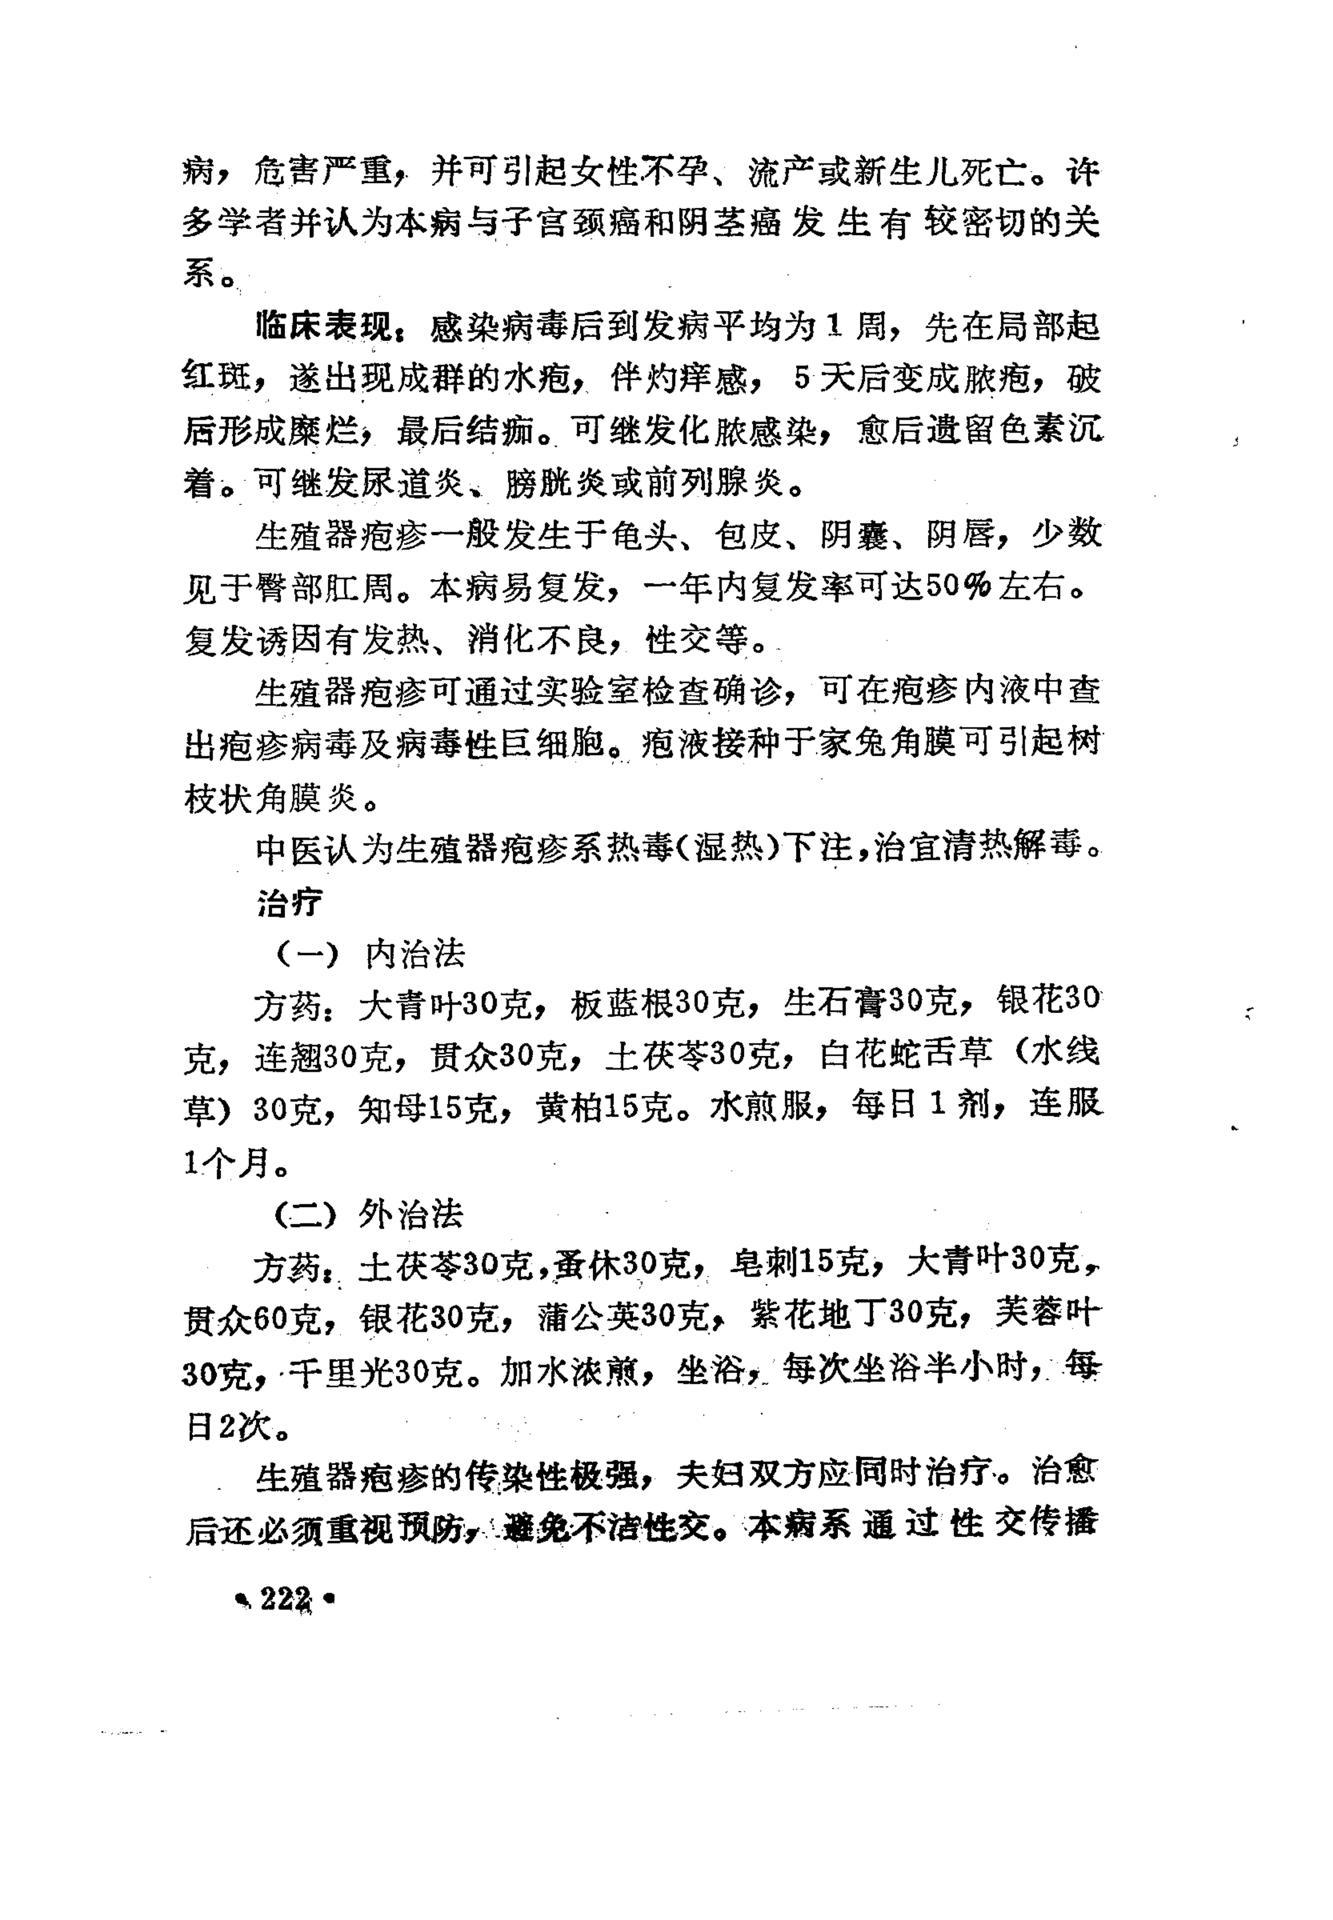 病，危害严重，并可引起女性不孕、流产或新生儿死亡。许
多学者并认为本病与子宫颈癌和阴茎癌发生有较密切的关
系。
临床表现：感染病毒后到发病平均为1周，先在局部起
红斑，遂出现成群的水疱，伴灼痒感，5天后变成脓疱，破
后形成糜烂，最后结痂。可继发化脓感染，愈后遗留色素沉
着。可继发尿道炎、膀胱炎或前列腺炎。
生殖器疱疹一般发生于龟头、包皮、阴囊、阴唇，少数
见于臀部肛周。本病易复发，一年内复发率可达50%左右。
复发诱因有发热、消化不良，性交等。
生殖器疱疹可通过实验室检查确诊，可在疱疹内液中查
出疱疹病毒及病毒性巨细胞。疱液接种于家兔角膜可引起树
枝状角膜炎。
中医认为生殖器疱疹系热毒(湿热)下注，治宜清热解毒。
治疗
（一）内治法
方药：大青叶30克，板蓝根30克，生石膏30克，银花30
克，连翘30克，贯众30克，土茯苓30克，白花蛇舌草（水线
草）30克，知母15克，黄柏15克。水煎服，每日1剂，连服
1个月。
（二）外治法
方药：土茯苓30克，蚤休30克，皂刺15克，大青叶30克，
贯众60克，银花30克，蒲公英30克，紫花地丁30克，芙蓉叶
30克，千里光30克。加水浓煎，坐浴，每次坐浴半小时，每
日2次。
生殖器疱疹的传染性极强，夫妇双方应同时治疗。治愈
后还必须重视预防，避免不洁性交。本病系通过性交传播
•222•